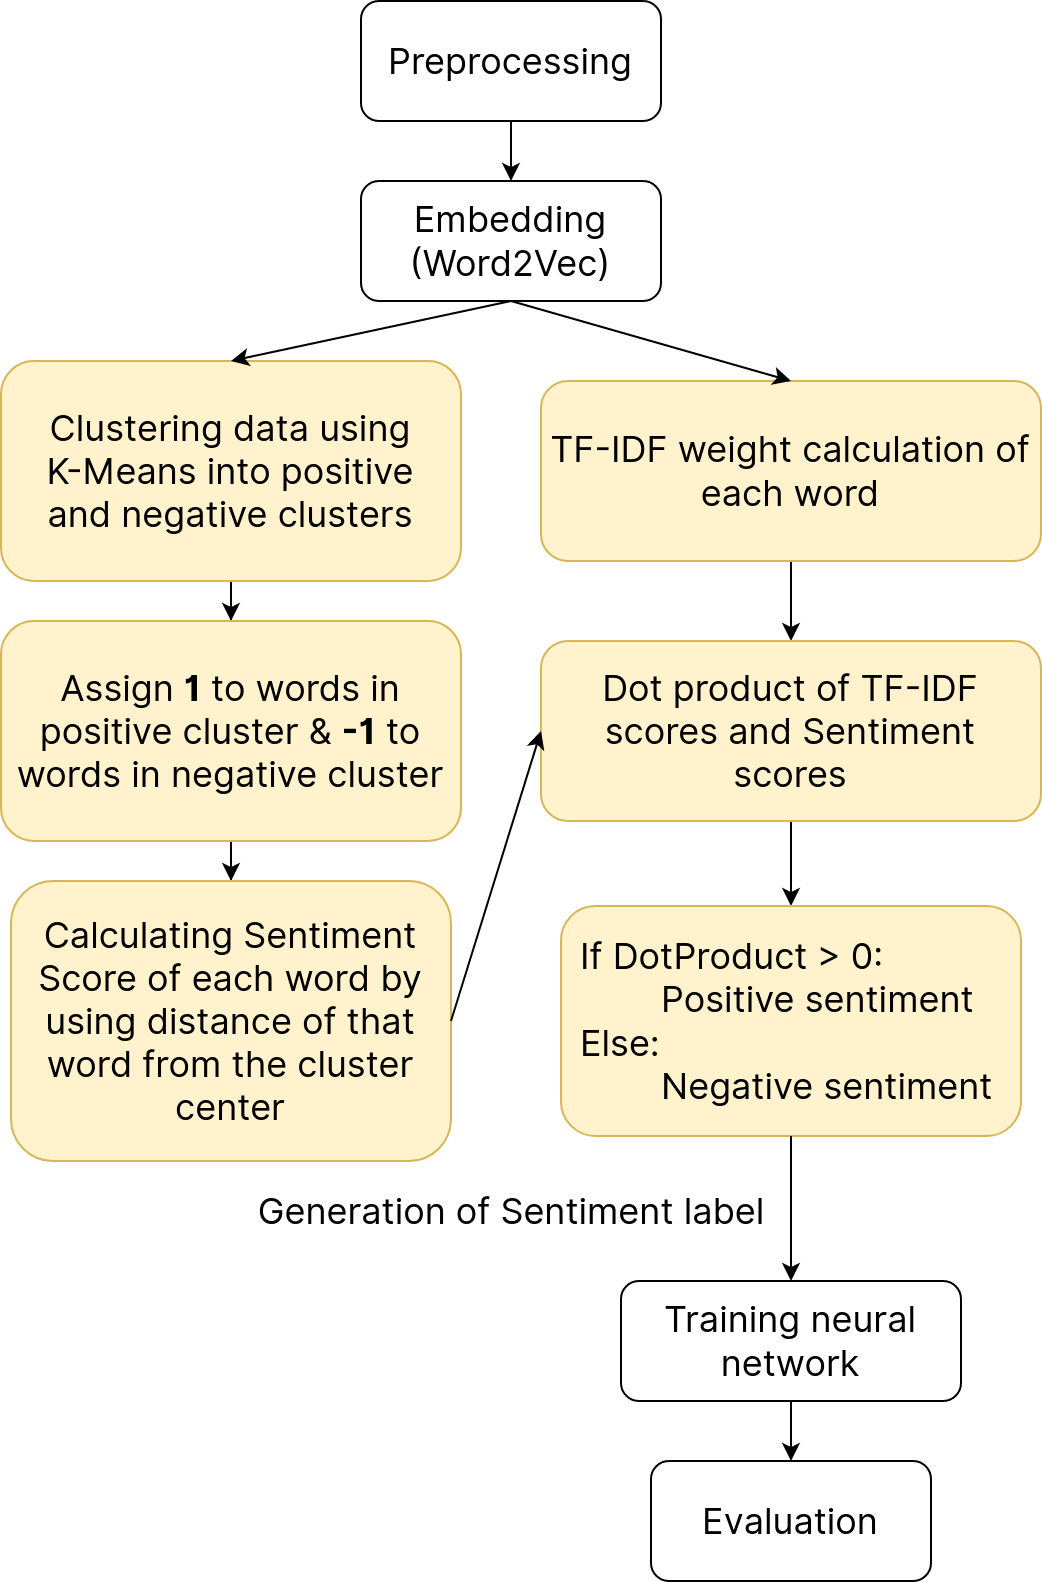 Preprocessing
Embedding
(Word2Vec)
Clustering data using
K-Means into positive
and negative clusters
TF-IDF weight calculation of
each word
Assign 1 to words in
positive cluster & -1 to
words in negative cluster
Dot product of TF-IDF
scores and Sentiment
scores
Calculating Sentiment
Score of each word by
using distance of that
word from the cluster
center
If DotProduct > 0:
Positive sentiment
Else:
Negative sentiment
Generation of Sentiment label
Training neural
network
Evaluation